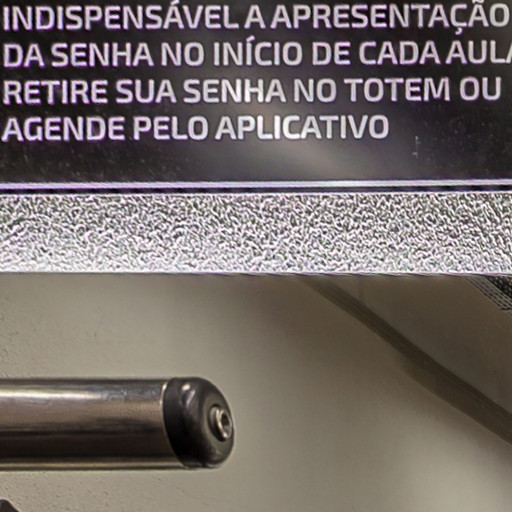 INDISPENSÁVEL A APRESENTAÇÃO
DA SENHA NO INÍCIO DE CADA AULA
RETIRE SUA SENHA NO TOTEM OU
AGENDE PELO APLICATIVO